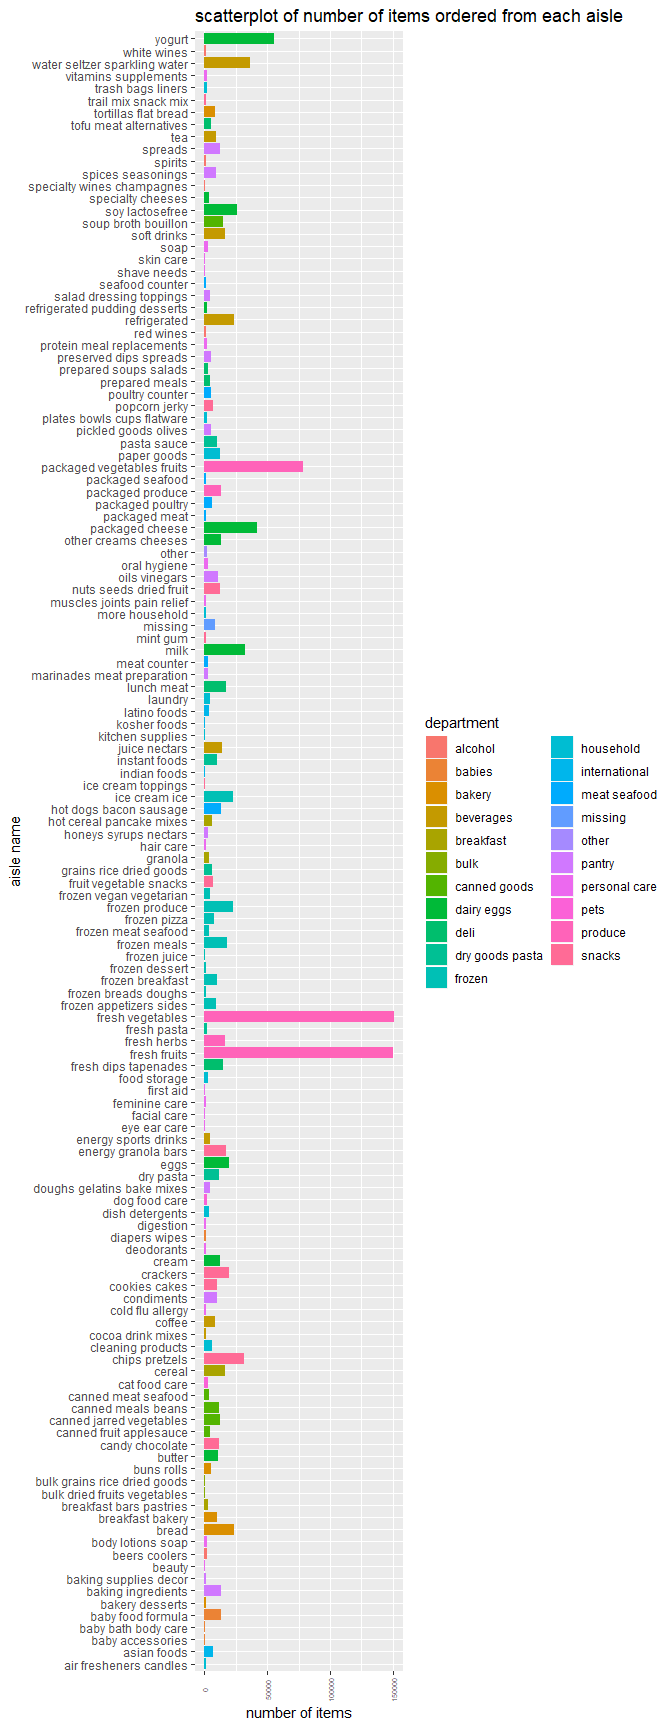 scatterplot of number of items ordered from each aisle
yogurt
white wines
water seltzer sparkling water
vitamins supplements
trash bags liners
trail mix snack mix
tortillas flat bread
tofu meat alternatives
tea
spreads
spirits
spices seasonings
specialty wines champagnes
specialty cheeses
soy lactosefree
soup broth bouillon
soft drinks
soap
skin care
shave needs
seafood counter
salad dressing toppings
refrigerated pudding desserts
refrigerated
red wines
protein meal replacements
preserved dips spreads
prepared soups salads
prepared meals
poultry counter
popcorn jerky
plates bowls cups flatware
pickled goods olives
pasta sauce
paper goods
packaged vegetables fruits
packaged seafood
packaged produce
packaged poultry
packaged meat
packaged cheese
other creams cheeses
other
oral hygiene
oils vinegars
nuts seeds dried fruit
muscles joints pain relief
more household
missing
mint gum
milk
meat counter
marinades meat preparation
lunch meat
laundry
latino foods
kosher foods
kitchen supplies
juice nectars
instant foods
indian foods
ice cream toppings
ice cream ice
hot dogs bacon sausage
hot cereal pancake mixes
honeys syrups nectars
hair care
granola
grains rice dried goods
fruit vegetable snacks
frozen vegan vegetarian
frozen produce
frozen pizza
frozen meat seafood
frozen meals
frozen juice
frozen dessert
frozen breakfast
frozen breads doughs
frozen appetizers sides
fresh vegetables
fresh pasta
fresh herbs
fresh fruits
fresh dips tapenades
food storage
first aid
feminine care
facial care
eye ear care
energy sports drinks
energy granola bars
eggs
dry pasta
doughs gelatins bake mixes
dog food care
dish detergents
digestion
diapers wipes
deodorants
cream
crackers
cookies cakes
condiments
cold flu allergy
coffee
cocoa drink mixes
cleaning products
chips pretzels
cereal
cat food care
canned meat seafood
canned meals beans
canned jarred vegetables
canned fruit applesauce
candy chocolate
butter
buns rolls
bulk grains rice dried goods
bulk dried fruits vegetables
breakfast bars pastries
breakfast bakery
bread
body lotions soap
beers coolers
beauty
baking supplies decor
baking ingredients
bakery desserts
baby food formula
baby bath body care
baby accessories
asian foods
air fresheners candles
aisle name
0
50000
100000
150000
number of items
department
alcohol
babies
bakery
beverages
breakfast
bulk
canned goods
dairy eggs
deli
dry goods pasta
frozen
household
international
meat seafood
missing
other
pantry
personal care
pets
produce
snacks